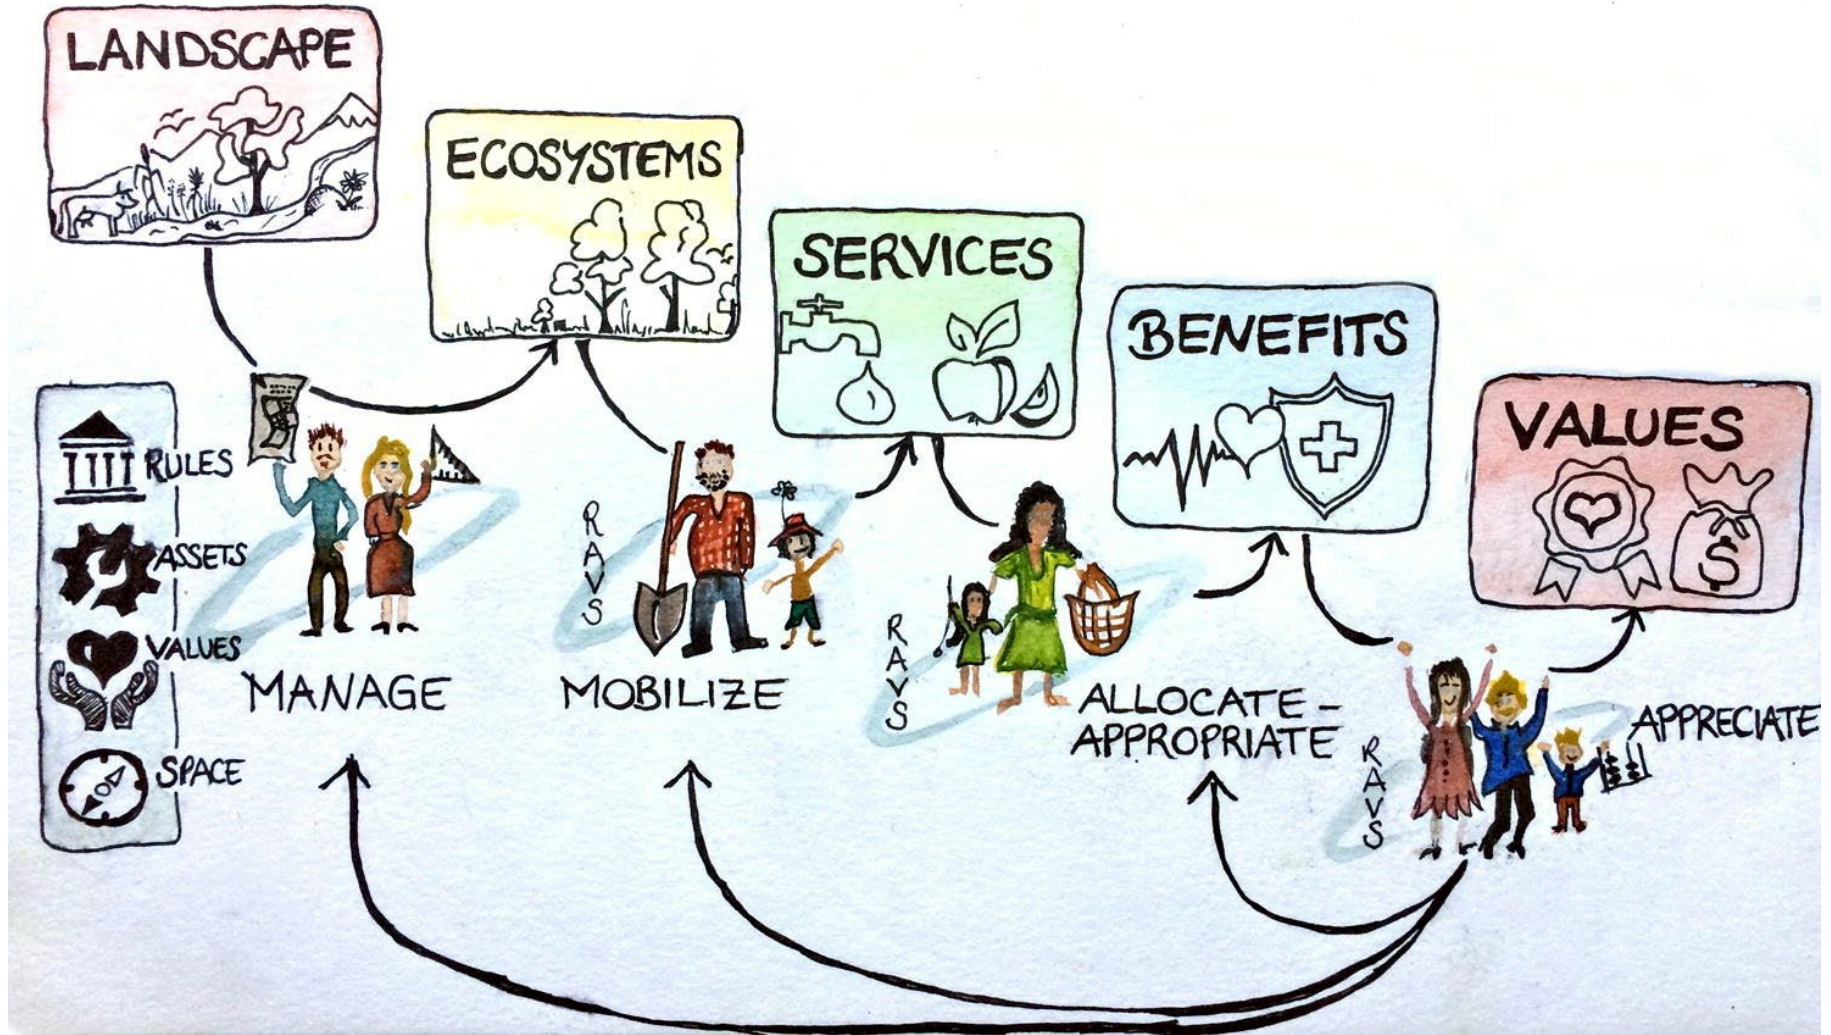 LANDSCAPE
ECOSYSTEMS
SERVICES
BENEFITS
VALUES
RULES
ASSETS
VALUES
SPACE
MANAGE
RAVS
MOBILIZE
RAVS
ALLOCATE -
APPROPRIATE
RAVS
APPRECIATE
$